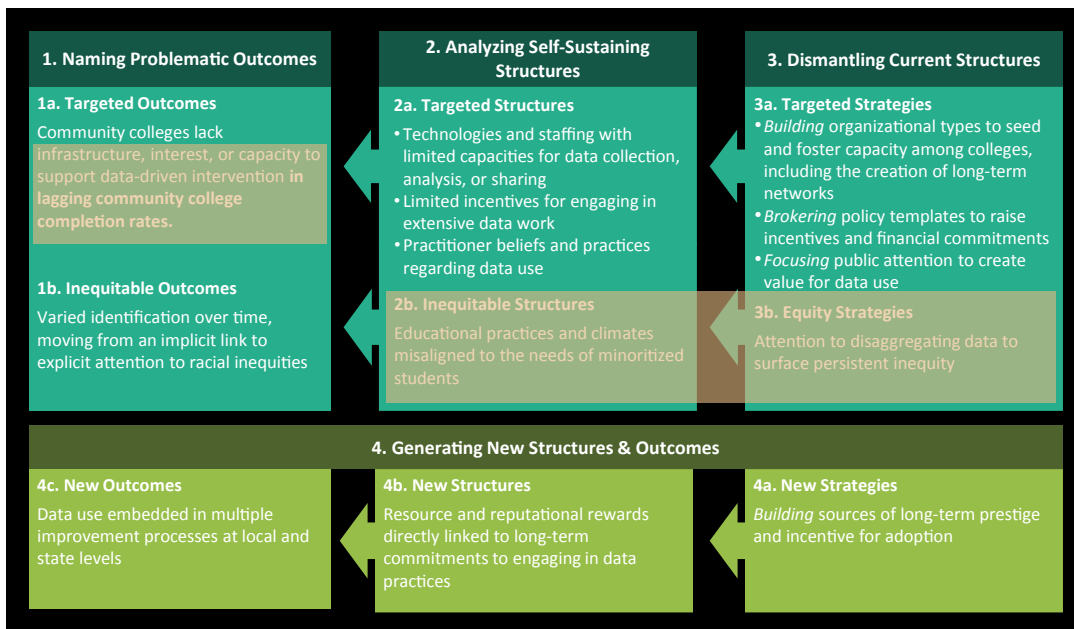 1. Naming Problematic Outcomes
1a. Targeted Outcomes
Community colleges lack
infrastructure, interest, or capacity to
support data-driven intervention in
lagging community college
completion rates.
1b. Inequitable Outcomes
Varied identification over time,
moving from an implicit link to
explicit attention to racial inequities
2. Analyzing Self-Sustaining
Structures
2a. Targeted Structures
• Technologies and staffing with
limited capacities for data collection,
analysis, or sharing
• Limited incentives for engaging in
extensive data work
• Practitioner beliefs and practices
regarding data use
2b. Inequitable Structures
Educational practices and climates
misaligned to the needs of minoritized
students
3. Dismantling Current Structures
3a. Targeted Strategies
• Building organizational types to seed
and foster capacity among colleges,
including the creation of long-term
networks
• Brokering policy templates to raise
incentives and financial commitments
• Focusing public attention to create
value for data use
3b. Equity Strategies
Attention to disaggregating data to
surface persistent inequity
4. Generating New Structures & Outcomes
4c. New Outcomes
Data use embedded in multiple
improvement processes at local and
state levels
4b. New Structures
Resource and reputational rewards
directly linked to long-term
commitments to engaging in data
practices
4a. New Strategies
Building sources of long-term prestige
and incentive for adoption